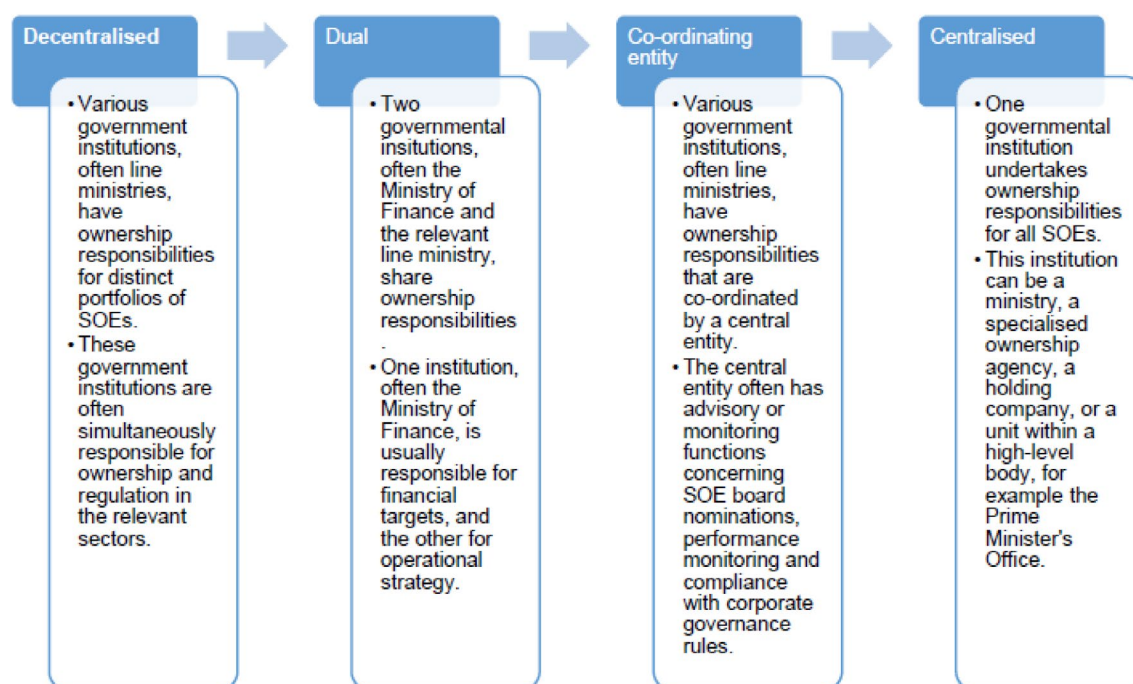 Decentralised
• Various
government
institutions,
often line
ministries,
have
ownership
responsibilities
for distinct
portfolios of
SOEs.
• These
government
institutions are
often
simultaneously
responsible for
ownership and
regulation in
the relevant
sectors.
Dual
• Two
governmental
insitutions,
often the
Ministry of
Finance and
the relevant
line ministry,
share
ownership
responsibilities
.
• One institution,
often the
Ministry of
Finance, is
usually
responsible for
financial
targets, and
the other for
operational
strategy.
Co-ordinating
entity
• Various
government
institutions,
often line
ministries,
have
ownership
responsibilities
that are
co-ordinated
by a central
entity.
• The central
entity often has
advisory or
monitoring
functions
concerning
SOE board
nominations,
performance
monitoring and
compliance
with corporate
governance
rules.
Centralised
• One
governmental
institution
undertakes
ownership
responsibilities
for all SOEs.
• This institution
can be a
ministry, a
specialised
ownership
agency, a
holding
company, or a
unit within a
high-level
body, for
example the
Prime
Minister's
Office.